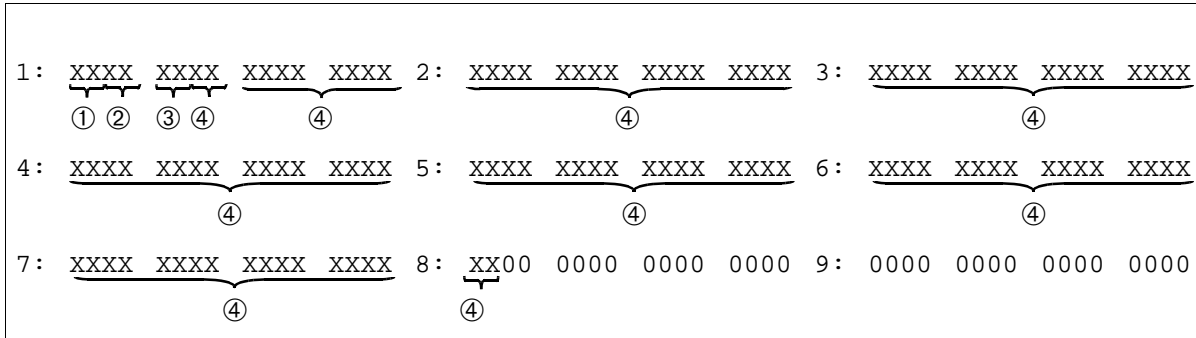 1: XXXX XXXX XXXX XXXX 2: XXXX XXXX XXXX XXXX 3: XXXX XXXX XXXX XXXX
① ② ③ ④ ④ ④ ④
4: XXXX XXXX XXXX XXXX 5: XXXX XXXX XXXX XXXX 6: XXXX XXXX XXXX XXXX
④ ④ ④
7: XXXX XXXX XXXX XXXX 8: XX00 0000 0000 0000 9: 0000 0000 0000 0000
④ ④